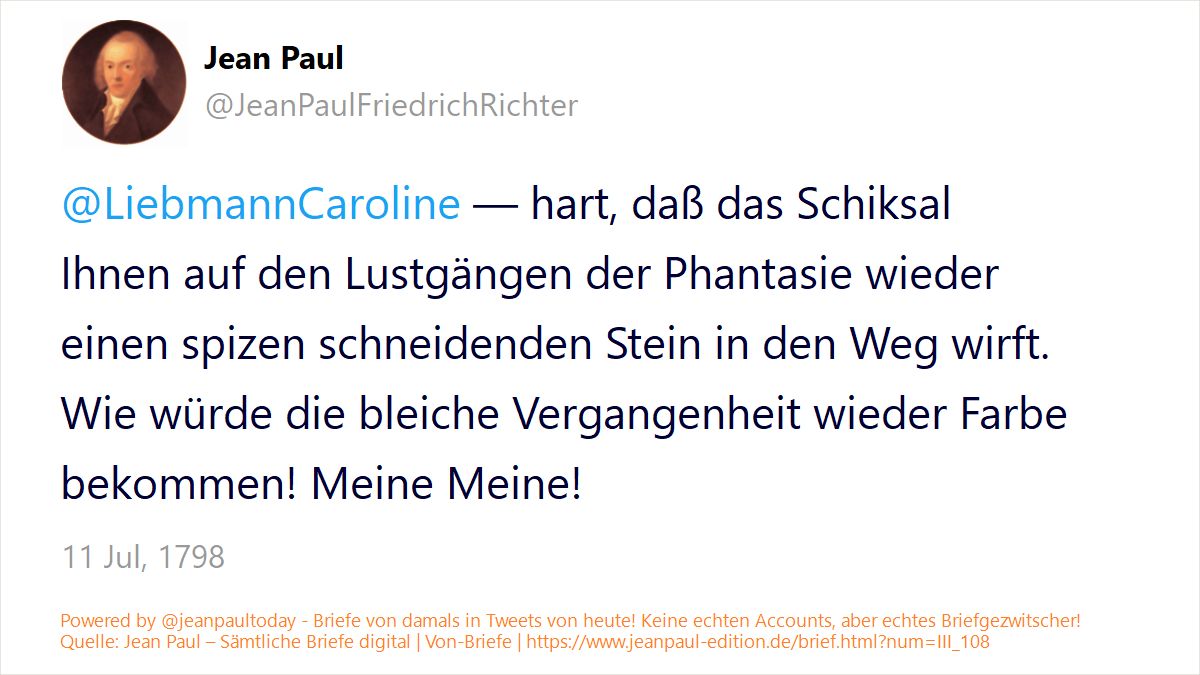 Jean Paul
@JeanPaulFriedrichRichter
@LiebmannCaroline — hart, daß das Schiksal
Ihnen auf den Lustgängen der Phantasie wieder
einen spizen schneidenden Stein in den Weg wirft.
Wie würde die bleiche Vergangenheit wieder Farbe
bekommen! Meine Meine!
11 Jul, 1798
Powered by @jeanpaultoday - Briefe von damals in Tweets von heute! Keine echten Accounts, aber echtes Briefgezwitscher!
Quelle: Jean Paul – Sämtliche Briefe digital | Von-Briefe | https://www.jeanpaul-edition.de/brief.html?num=III_108